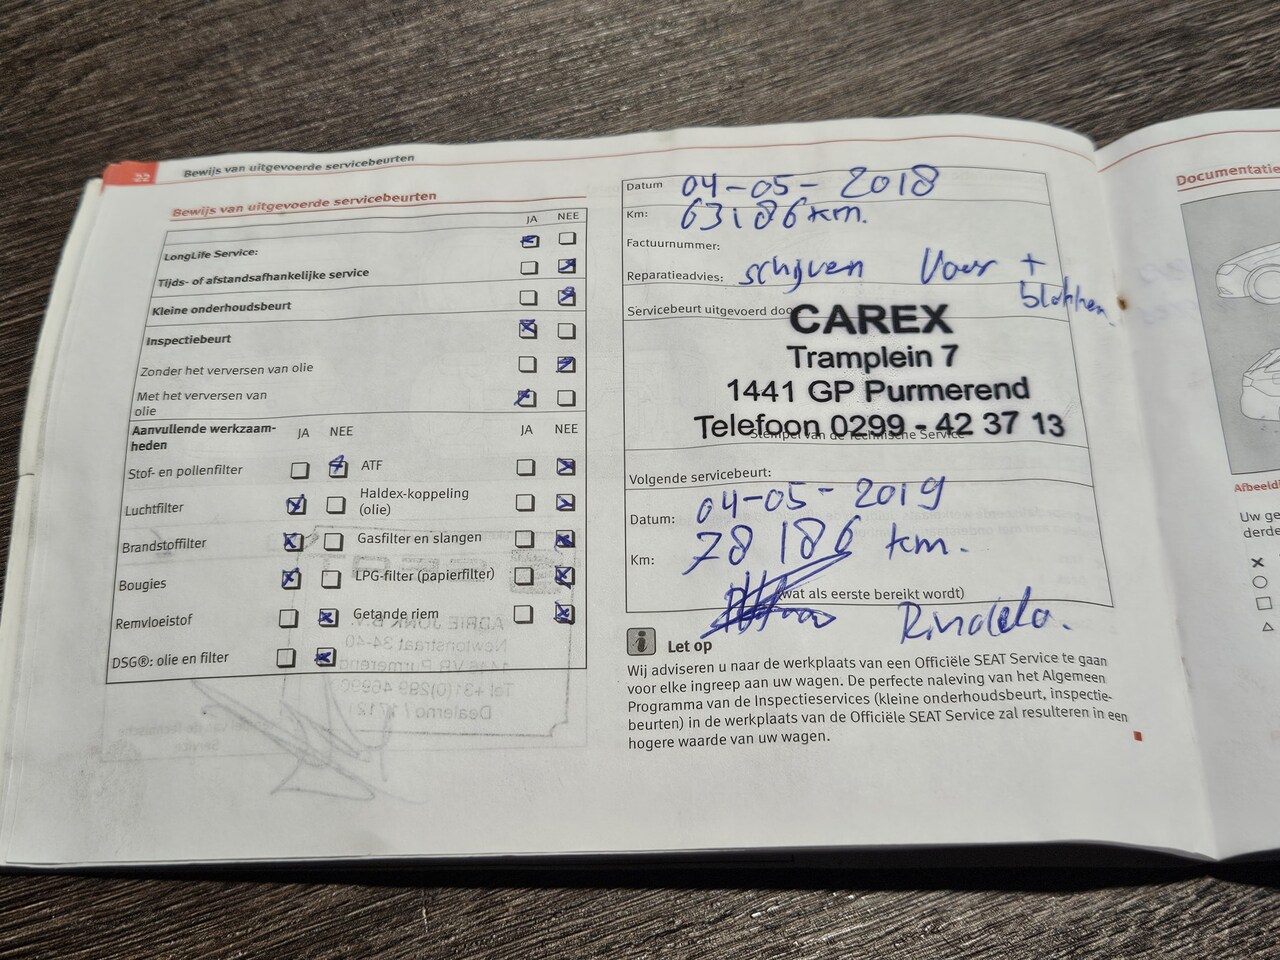 22
Bewijs van uitgevoerde servicebeurten
Bewijs van uitgevoerde servicebeurten
JA NEE
LongLife Service:
Tijds- of afstandsafhankelijke service
Kleine onderhoudsbeurt
Inspectiebeurt
Zonder het verversen van olie
Met het verversen van
olie
Aanvullende werkzaam-
heden
JA NEE
JA NEE
Stof- en pollenfilter
ATF
Luchtfilter
Haldex-koppeling
(olie)
Brandstoffilter
Gasfilter en slangen
Bougies
LPG-filter (papierfilter)
Remvloeistof
Getande riem
DSG®: olie en filter
Datum 04-05-2018
Km: 63186 km.
Factuurnummer:
Reparatieadvies: schijven Voor +
blokken.
Servicebeurt uitgevoerd doo
CAREX
Tramplein 7
1441 GP Purmerend
Telefoon 0299 - 42 37 13
Stempel van de Technische Service
Volgende servicebeurt:
Datum: 04-05-2019
Km: 78186 km.
(wat als eerste bereikt wordt)
Let op
Wij adviseren u naar de werkplaats van een Officiële SEAT Service te gaan
voor elke ingreep aan uw wagen. De perfecte naleving van het Algemeen
Programma van de Inspectieservices (kleine onderhoudsbeurt, inspectie-
beurten) in de werkplaats van de Officiële SEAT Service zal resulteren in een
hogere waarde van uw wagen.
Documentatie
Afbeeldi
Uw ge
derde